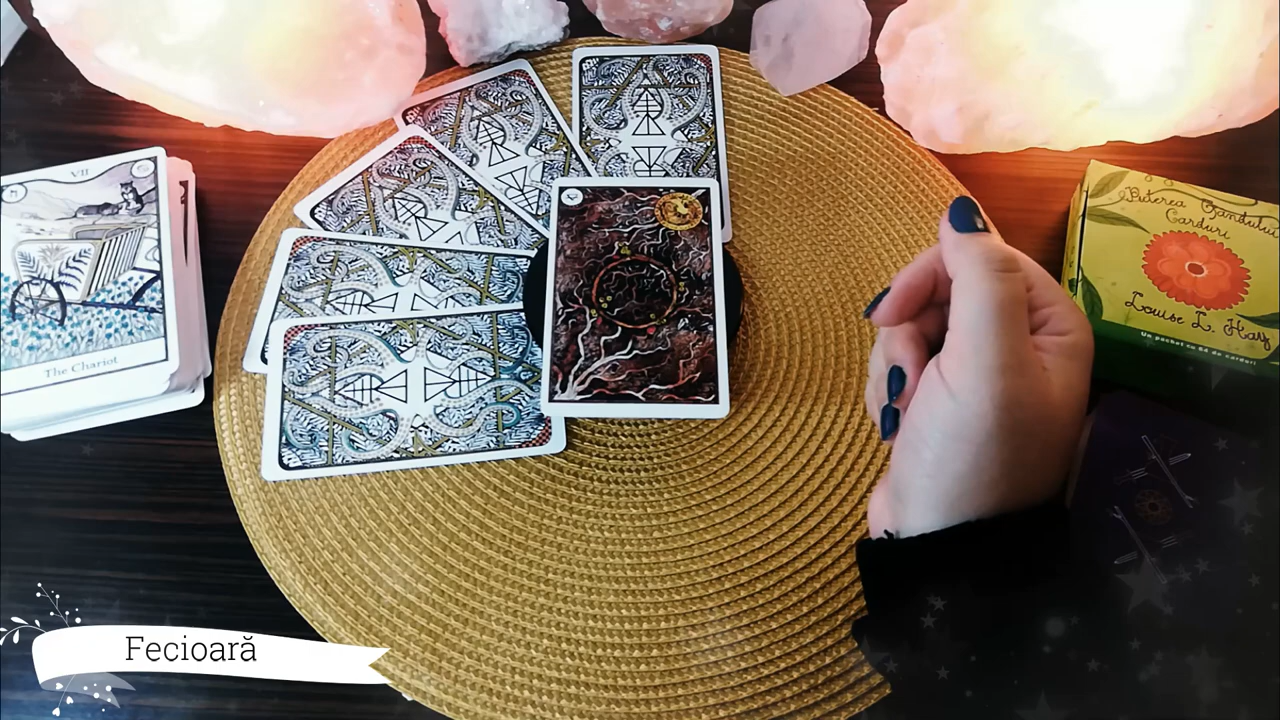 VII
The Chariot
Puterea Gândului
Carduri
Louise L. Hay
Un pachet cu 64 de carduri
Fecioară